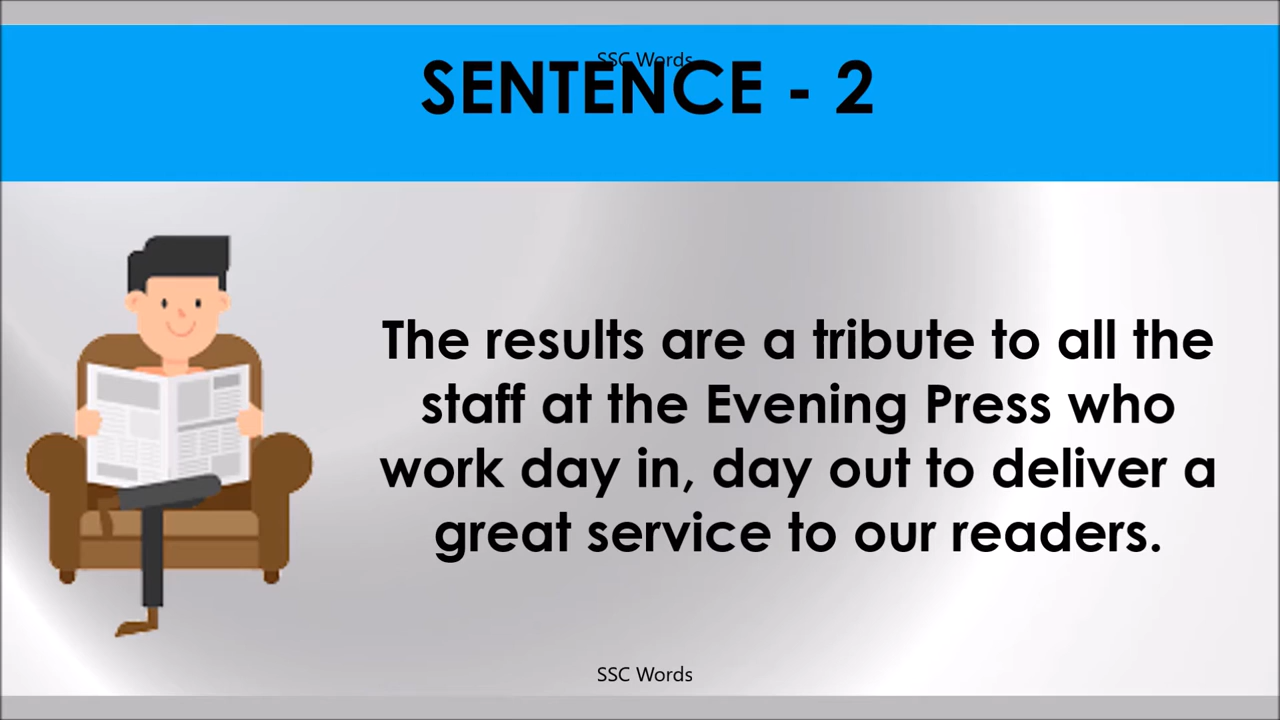 SSC Words
SENTENCE - 2
The results are a tribute to all the
staff at the Evening Press who
work day in, day out to deliver a
great service to our readers.
SSC Words